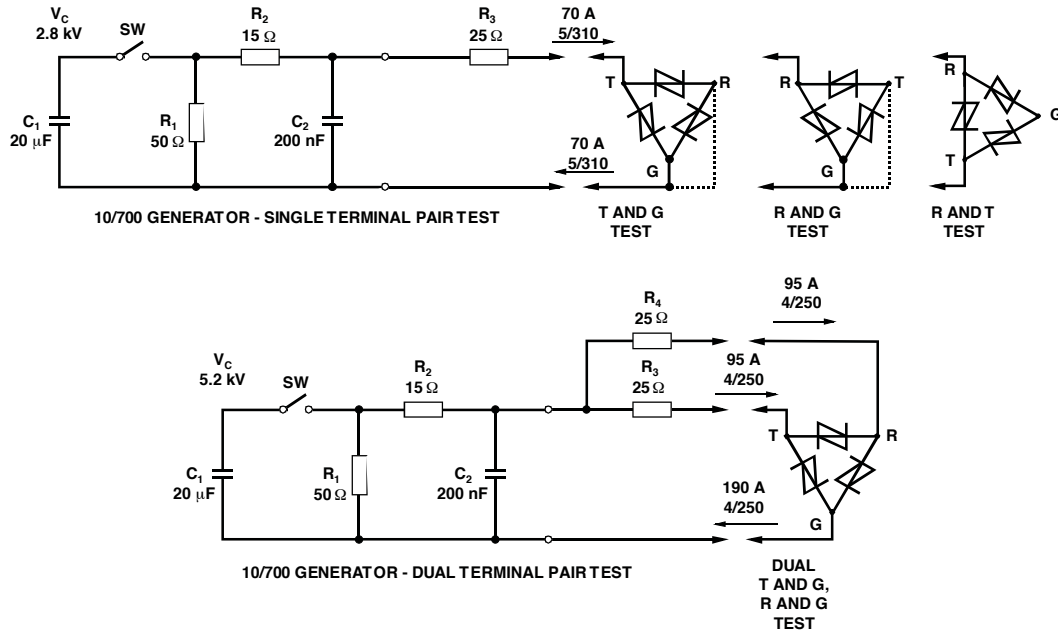 V_C
2.8 kV
SW
R_2
15 Ω
R_3
25 Ω
70 A
5/310
C_1
20 μF
R_1
50 Ω
C_2
200 nF
T
R
G
70 A
5/310
R
T
G
R
T
G
10/700 GENERATOR - SINGLE TERMINAL PAIR TEST
T AND G
TEST
R AND G
TEST
R AND T
TEST
95 A
4/250
R_4
25 Ω
V_C
5.2 kV
SW
R_2
15 Ω
R_3
25 Ω
95 A
4/250
T
R
C_1
20 μF
R_1
50 Ω
C_2
200 nF
190 A
4/250
G
10/700 GENERATOR - DUAL TERMINAL PAIR TEST
DUAL
T AND G,
R AND G
TEST